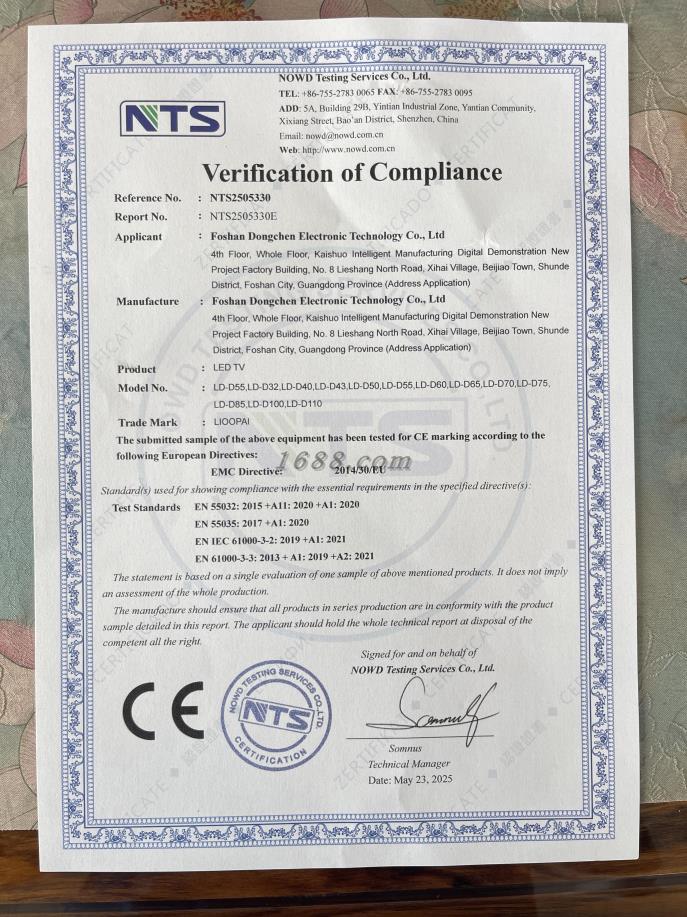 NOWD Testing Services Co., Ltd.
TEL: +86-755-2783 0065 FAX: +86-755-2783 0095
ADD: 5A, Building 29B, Yintian Industrial Zone, Yantian Community,
Xixiang Street, Bao'an District, Shenzhen, China
Email: nowd@nowd.com.cn
Web: http://www.nowd.com.cn
NTS
Verification of Compliance
Reference No. : NTS2505330
Report No. : NTS2505330E
Applicant : Foshan Dongchen Electronic Technology Co., Ltd
4th Floor, Whole Floor, Kaishuo Intelligent Manufacturing Digital Demonstration New
Project Factory Building, No. 8 Lieshang North Road, Xihai Village, Beijiao Town, Shunde
District, Foshan City, Guangdong Province (Address Application)
Manufacture : Foshan Dongchen Electronic Technology Co., Ltd
4th Floor, Whole Floor, Kaishuo Intelligent Manufacturing Digital Demonstration New
Project Factory Building, No. 8 Lieshang North Road, Xihai Village, Beijiao Town, Shunde
District, Foshan City, Guangdong Province (Address Application)
Product : LED TV
Model No. : LD-D55,LD-D32,LD-D40,LD-D43,LD-D50,LD-D55,LD-D60,LD-D65,LD-D70,LD-D75,
LD-D85,LD-D100,LD-D110
Trade Mark : LIOOPAI
The submitted sample of the above equipment has been tested for CE marking according to the
following European Directives:
1688.com
EMC Directive: 2014/30/EU
Standard(s) used for showing compliance with the essential requirements in the specified directive(s):
Test Standards EN 55032: 2015 +A11: 2020 +A1: 2020
EN 55035: 2017 +A1: 2020
EN IEC 61000-3-2: 2019 +A1: 2021
EN 61000-3-3: 2013 + A1: 2019 +A2: 2021
The statement is based on a single evaluation of one sample of above mentioned products. It does not imply
an assessment of the whole production.
The manufacture should ensure that all products in series production are in conformity with the product
sample detailed in this report. The applicant should hold the whole technical report at disposal of the
competent all the right.
Signed for and on behalf of
NOWD Testing Services Co., Ltd.
CE
NOWD TESTING SERVICES CO.,LTD.
NTS
CERTIFICATION
Somnus
Technical Manager
Date: May 23, 2025